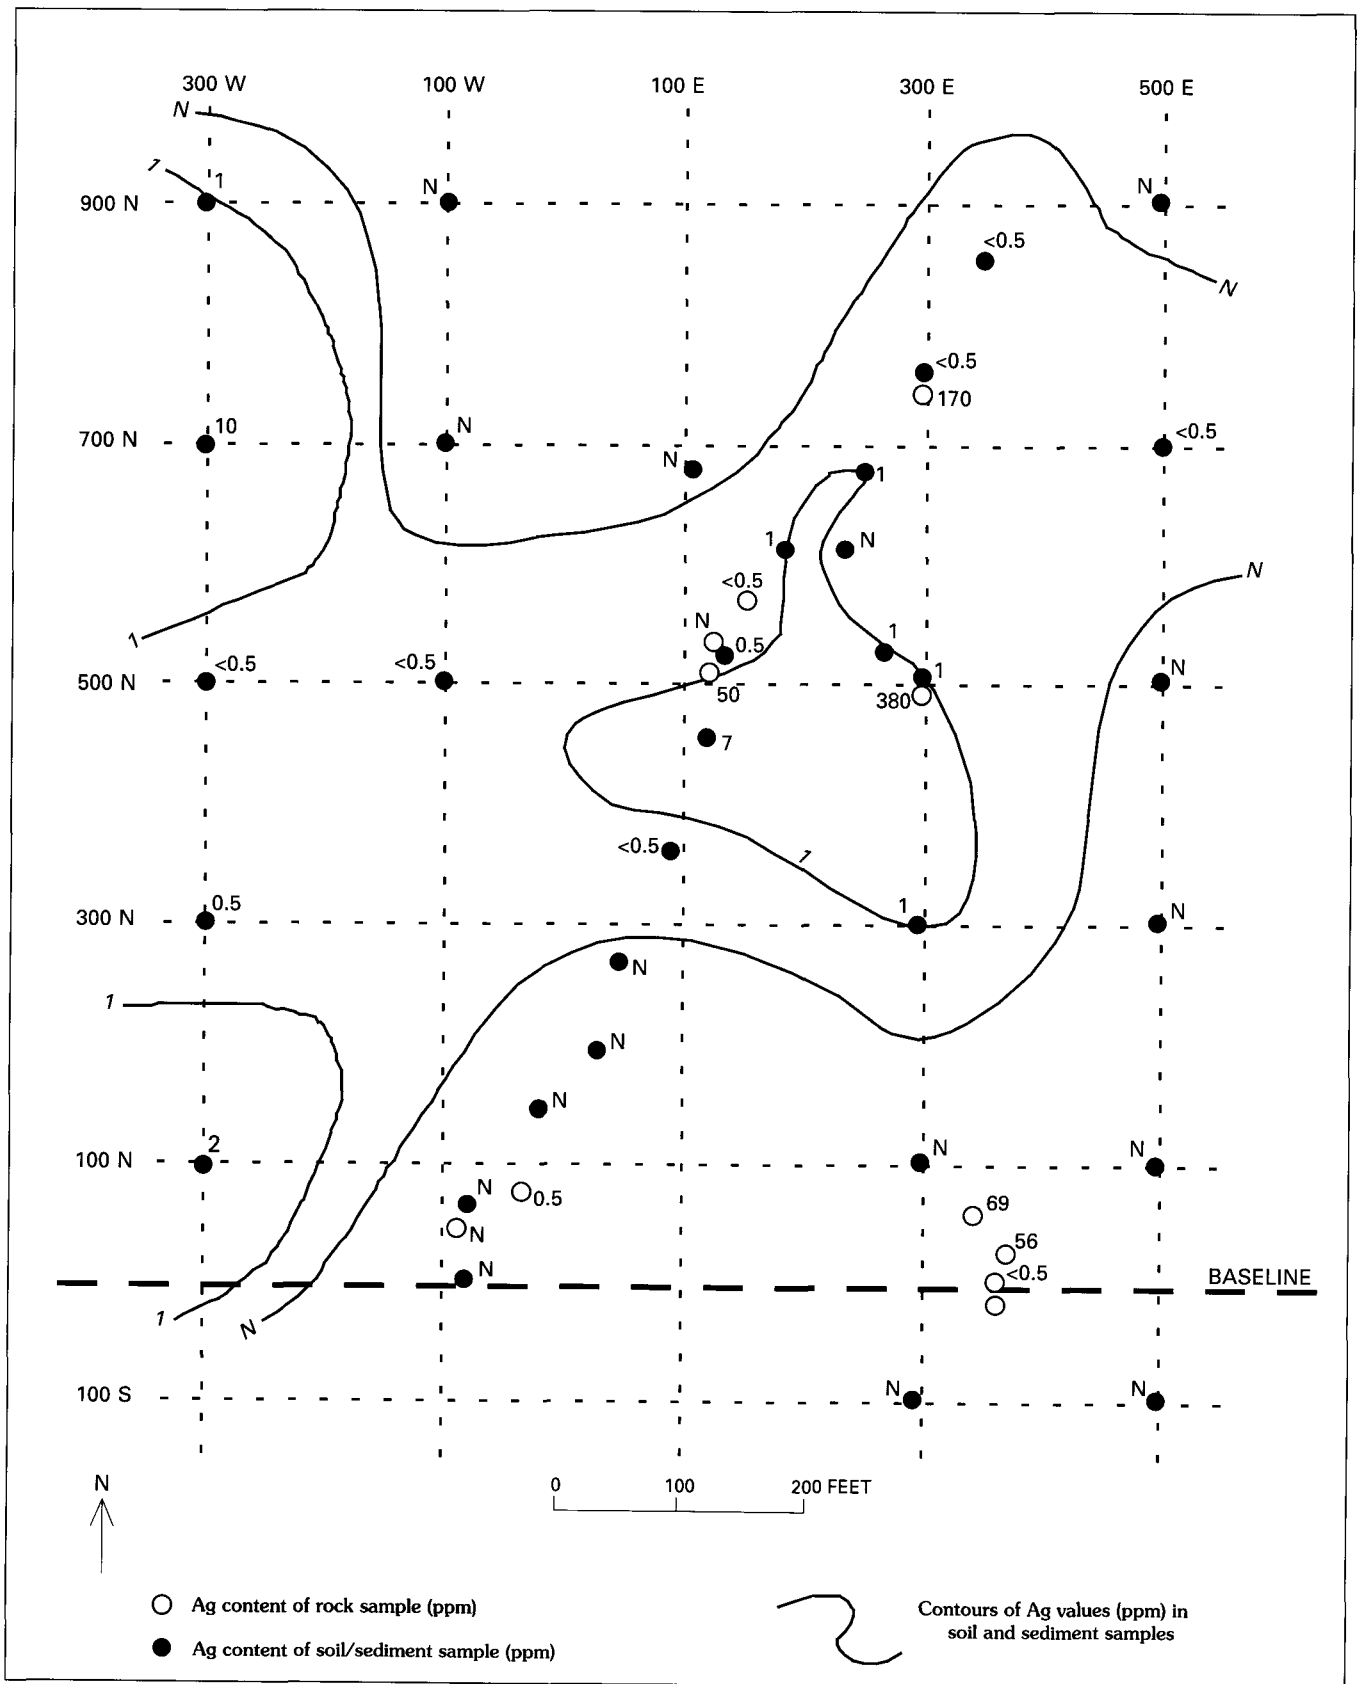 300 W 100 W 100 E 300 E 500 E
N
1
1
900 N
N
N
<0.5
N
<0.5
170
10
700 N
N
N
<0.5
1
1
N
<0.5
N
N
0.5
1
1
<0.5
500 N
<0.5
1
50
380
N
7
<0.5
1
0.5
300 N
1
N
N
1
N
N
2
100 N
N
N
N
0.5
N
69
56
N
<0.5
BASELINE
1
N
100 S
N
N
N
0 100 200 FEET
Ag content of rock sample (ppm)
Ag content of soil/sediment sample (ppm)
Contours of Ag values (ppm) in
soil and sediment samples